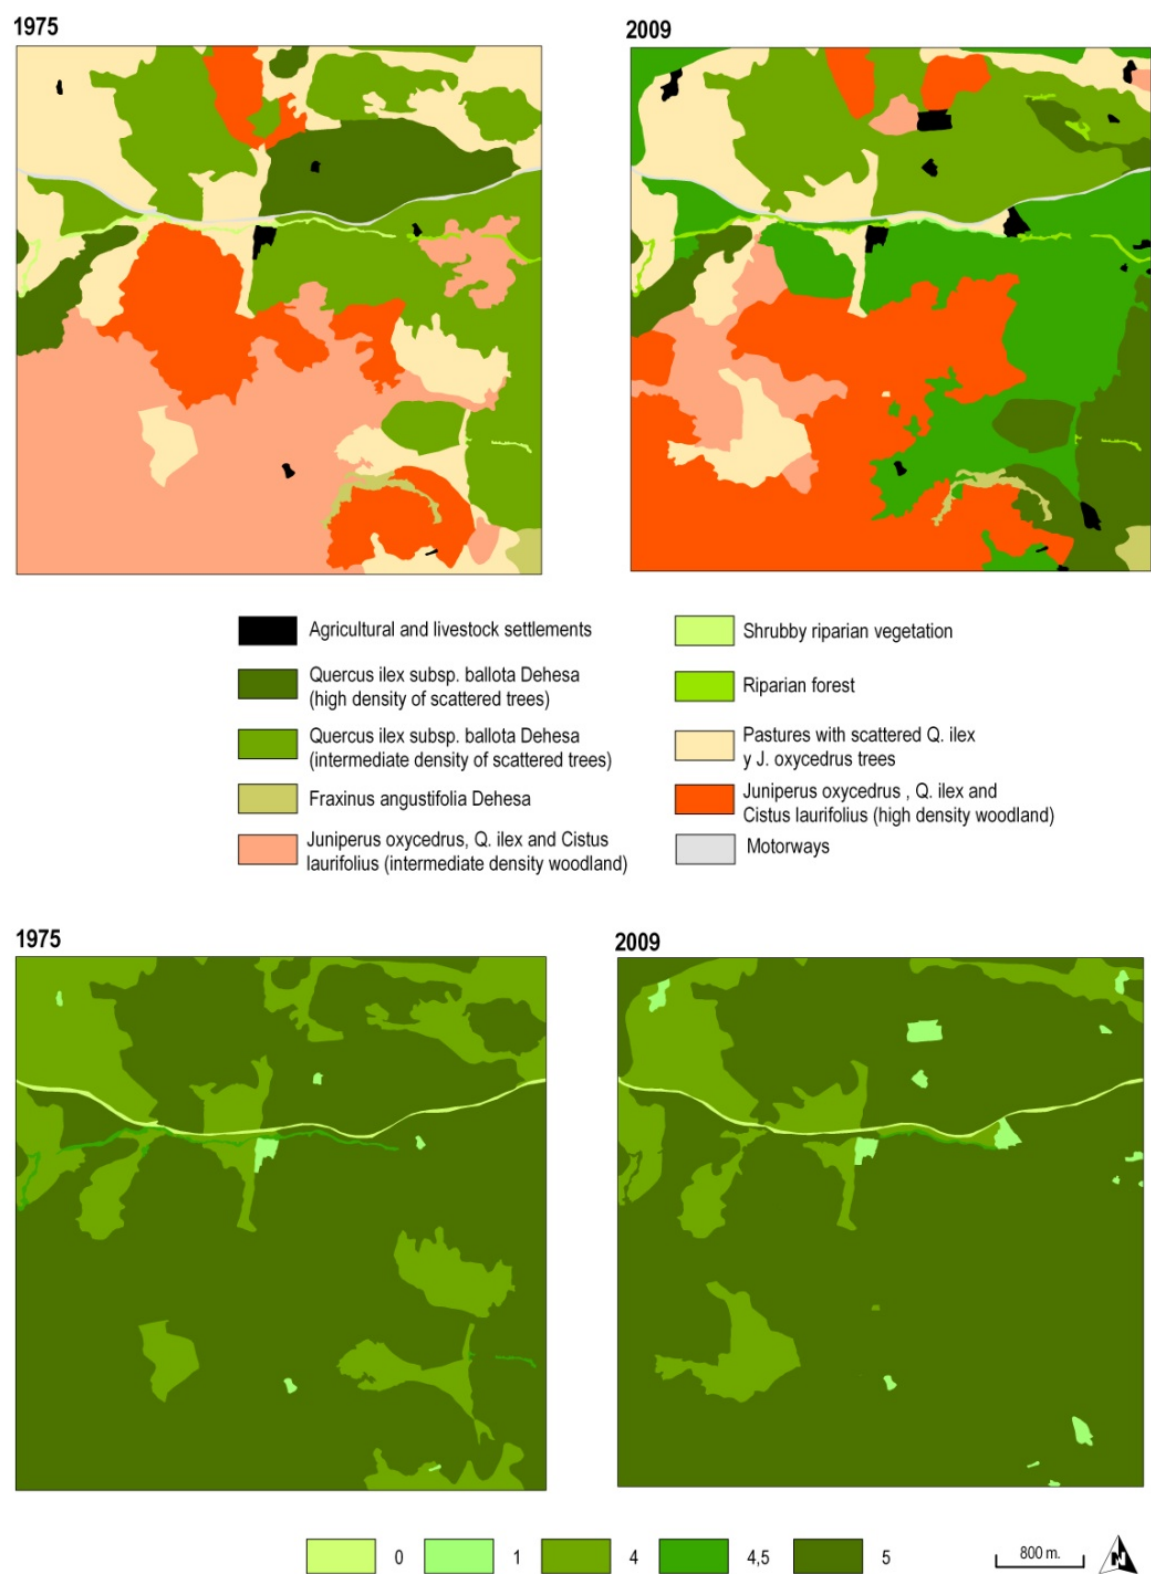 1975
2009
Agricultural and livestock settlements
Quercus ilex subsp. ballota Dehesa
(high density of scattered trees)
Quercus ilex subsp. ballota Dehesa
(intermediate density of scattered trees)
Fraxinus angustifolia Dehesa
Juniperus oxycedrus, Q. ilex and Cistus
laurifolius (intermediate density woodland)
Shrubby riparian vegetation
Riparian forest
Pastures with scattered Q. ilex
y J. oxycedrus trees
Juniperus oxycedrus , Q. ilex and
Cistus laurifolius (high density woodland)
Motorways
1975
2009
0
1
4
4,5
5
800 m.
N